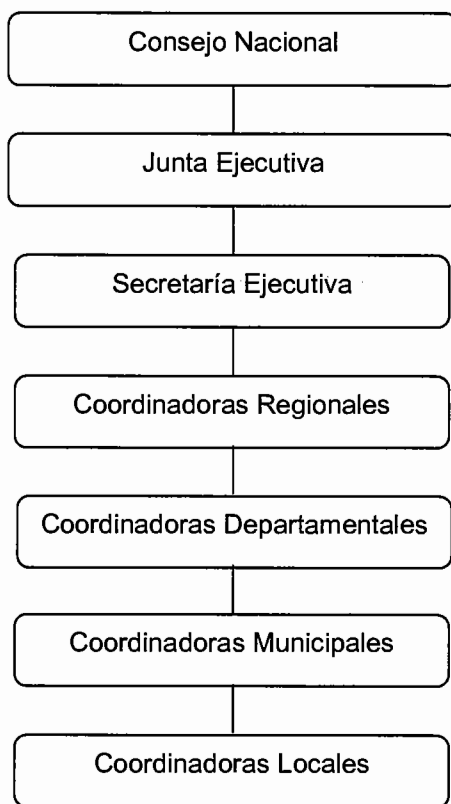 Consejo Nacional
Junta Ejecutiva
Secretaría Ejecutiva
Coordinadoras Regionales
Coordinadoras Departamentales
Coordinadoras Municipales
Coordinadoras Locales